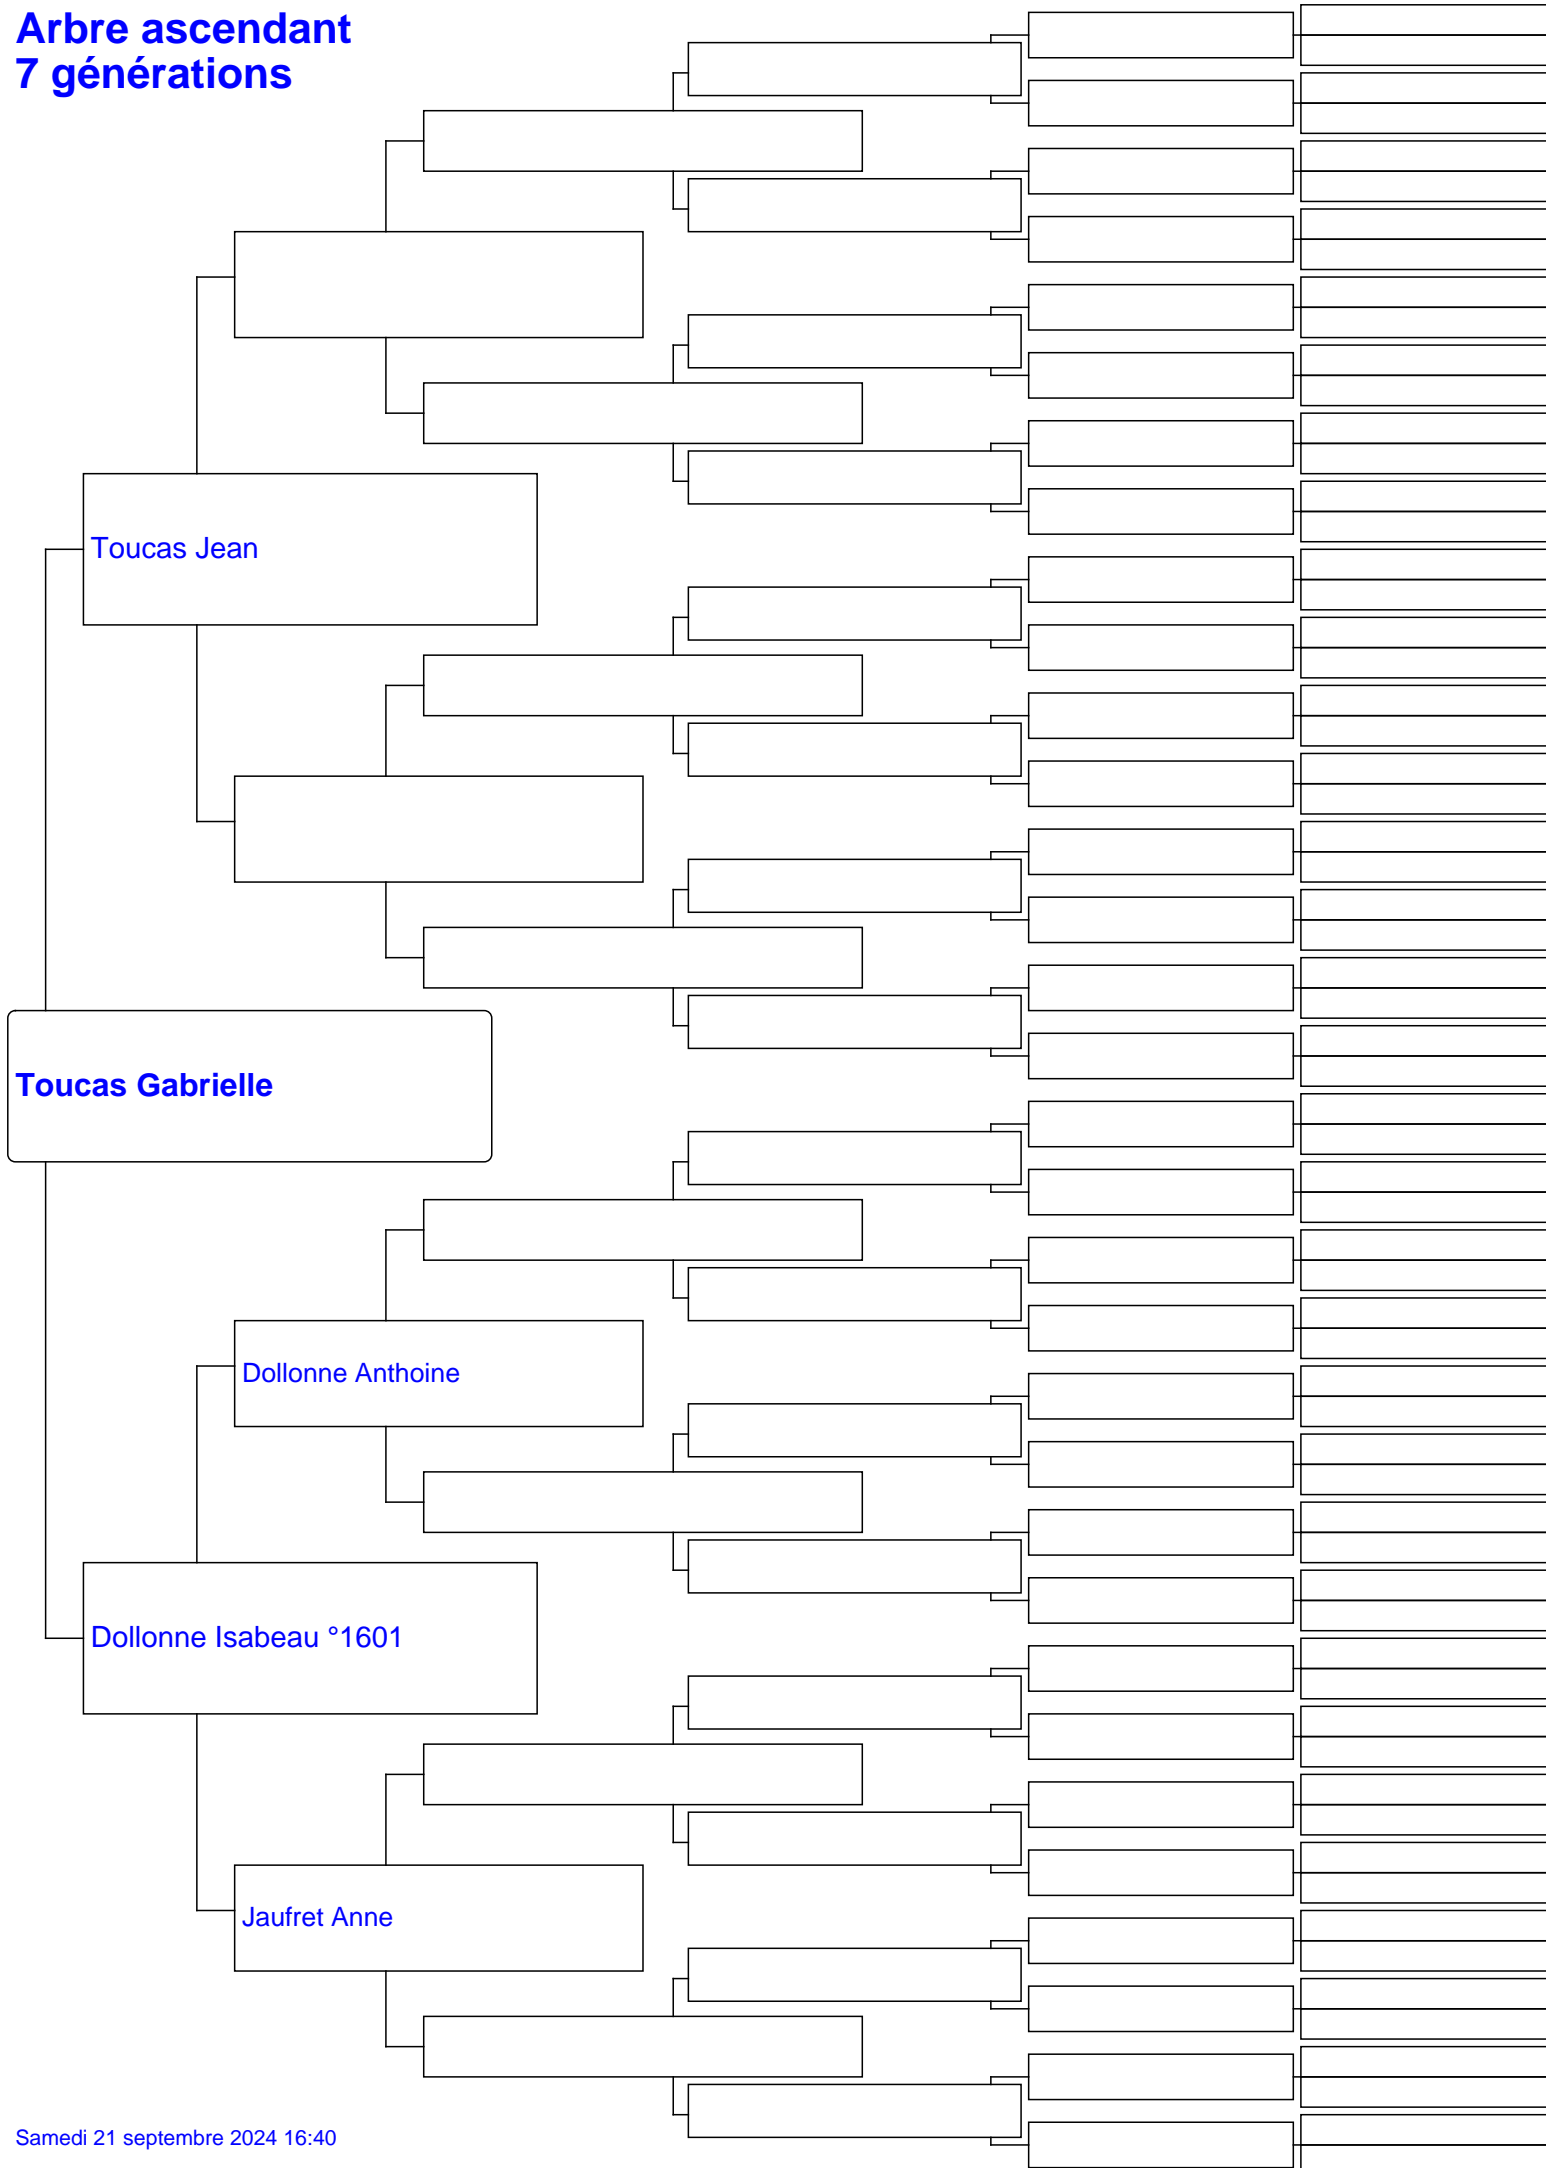 Arbre ascendant
7 générations
Toucas Jean
Toucas Gabrielle
Dollonne Anthoine
Dollonne Isabeau °1601
Jaufret Anne
Samedi 21 septembre 2024 16:40